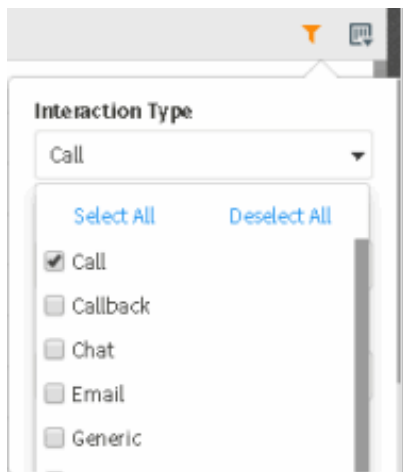 Interaction Type
Call
Select All Deselect All
Call
Callback
Chat
Email
Generic